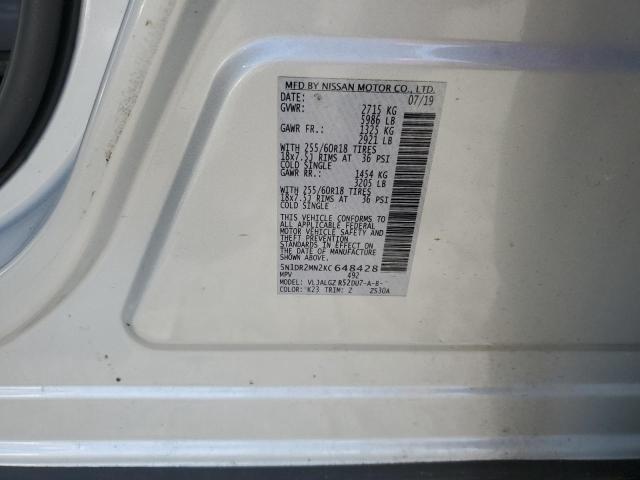 MFD BY NISSAN MOTOR CO., LTD.
DATE: 07/19
GVWR: 2715 KG
5986 LB
GAWR FR.: 1325 KG
2921 LB
WITH 255/60R18 TIRES
18x7.5J RIMS AT 36 PSI
COLD SINGLE
GAWR RR.: 1454 KG
3205 LB
WITH 255/60R18 TIRES
18x7.5J RIMS AT 36 PSI
COLD SINGLE
THIS VEHICLE CONFORMS TO
ALL APPLICABLE FEDERAL
MOTOR VEHICLE SAFETY AND
THEFT PREVENTION
STANDARDS IN EFFECT ON
THE DATE OF MANUFACTURE
SHOWN ABOVE.
5N1DR2MN2KC648428
MPV 492
MODEL: VLJALGZ R52DU7-A-B-
COLOR: K23 TRIM: Z ZS30A